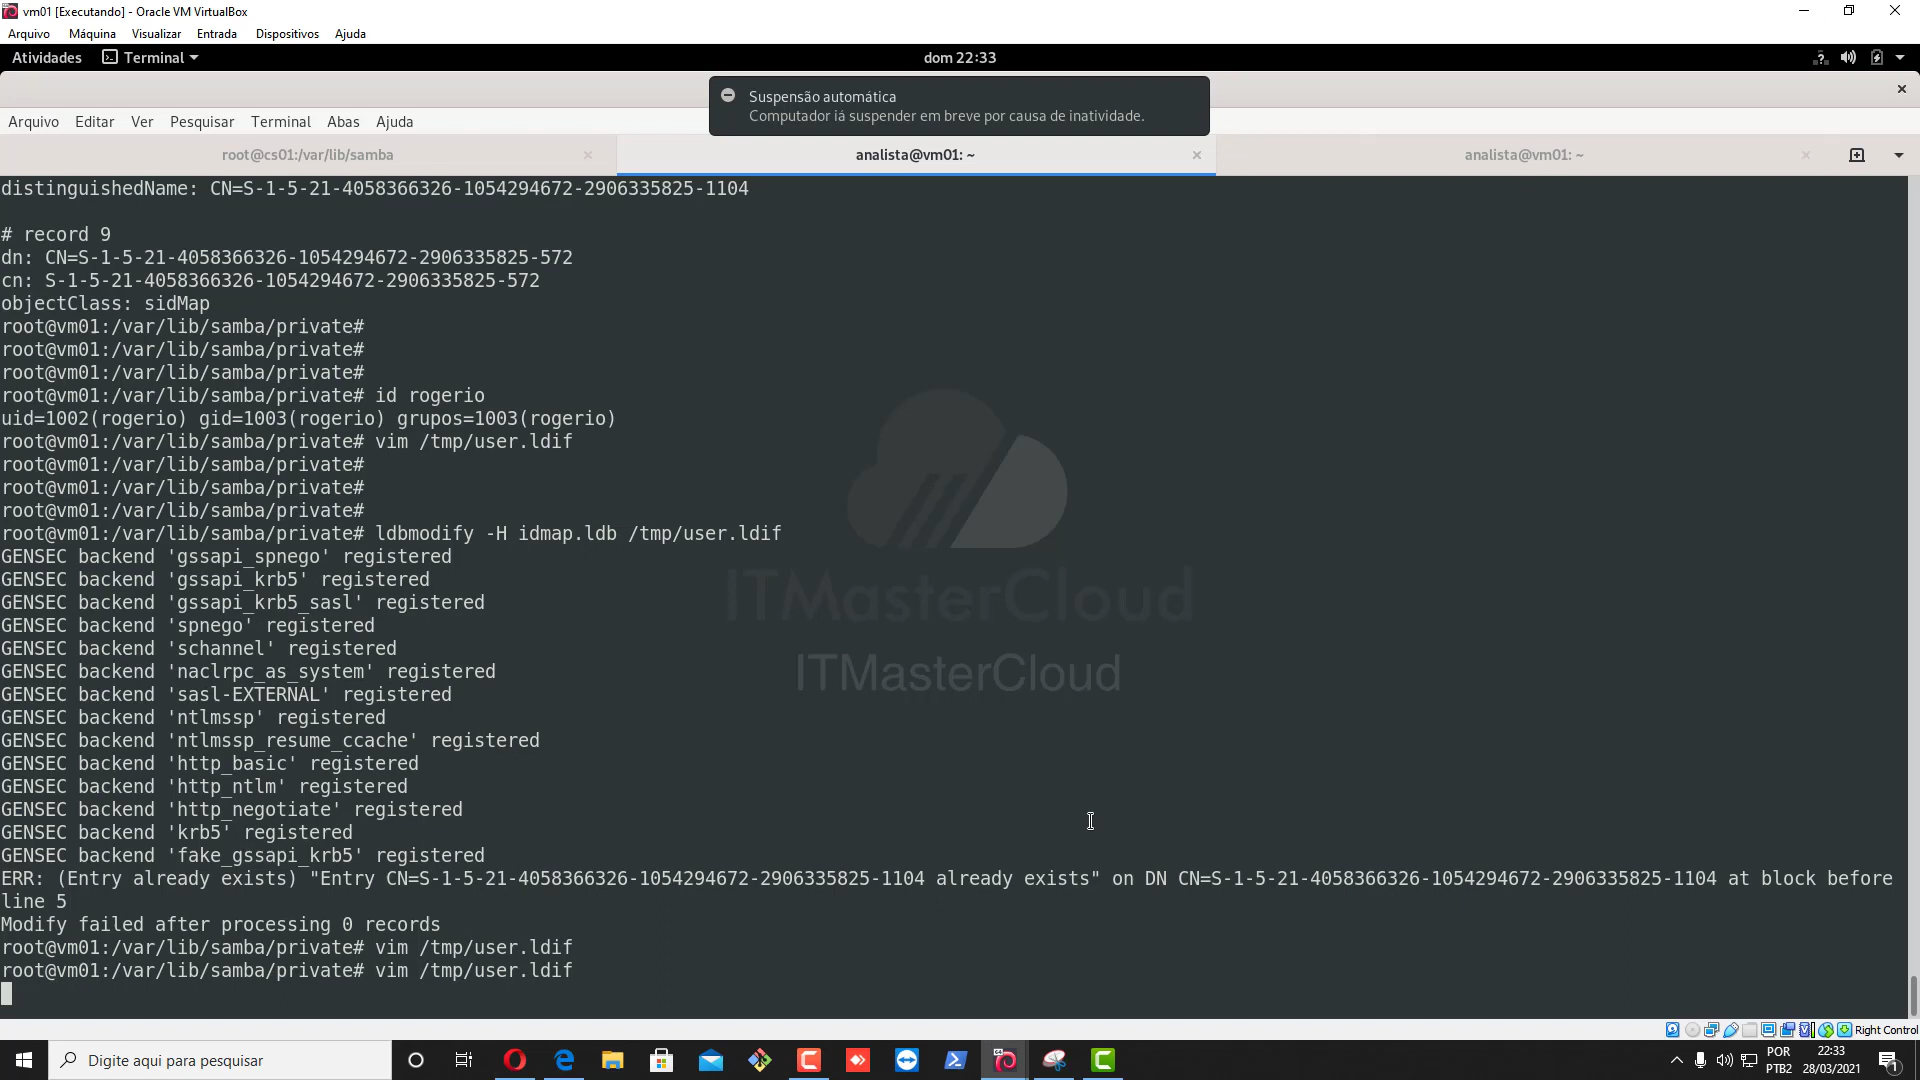 vm01 [Executando] - Oracle VM VirtualBox
Arquivo Máquina Visualizar Entrada Dispositivos Ajuda
Atividades Terminal dom 22:33
Suspensão automática
Computador iá suspender em breve por causa de inatividade.
Arquivo Editar Ver Pesquisar Terminal Abas Ajuda
root@cs01:/var/lib/samba analista@vm01: ~ analista@vm01: ~
distinguishedName: CN=S-1-5-21-4058366326-1054294672-2906335825-1104
# record 9
dn: CN=S-1-5-21-4058366326-1054294672-2906335825-572
cn: S-1-5-21-4058366326-1054294672-2906335825-572
objectClass: sidMap
root@vm01:/var/lib/samba/private#
root@vm01:/var/lib/samba/private#
root@vm01:/var/lib/samba/private#
root@vm01:/var/lib/samba/private# id rogerio
uid=1002(rogerio) gid=1003(rogerio) grupos=1003(rogerio)
root@vm01:/var/lib/samba/private# vim /tmp/user.ldif
root@vm01:/var/lib/samba/private#
root@vm01:/var/lib/samba/private#
root@vm01:/var/lib/samba/private#
root@vm01:/var/lib/samba/private# ldbmodify -H idmap.ldb /tmp/user.ldif
GENSEC backend 'gssapi_spnego' registered
GENSEC backend 'gssapi_krb5' registered
GENSEC backend 'gssapi_krb5_sasl' registered
GENSEC backend 'spnego' registered
GENSEC backend 'schannel' registered
GENSEC backend 'naclrpc_as_system' registered
GENSEC backend 'sasl-EXTERNAL' registered
GENSEC backend 'ntlmssp' registered
GENSEC backend 'ntlmssp_resume_ccache' registered
GENSEC backend 'http_basic' registered
GENSEC backend 'http_ntlm' registered
GENSEC backend 'http_negotiate' registered
GENSEC backend 'krb5' registered
GENSEC backend 'fake_gssapi_krb5' registered
ERR: (Entry already exists) "Entry CN=S-1-5-21-4058366326-1054294672-2906335825-1104 already exists" on DN CN=S-1-5-21-4058366326-1054294672-2906335825-1104 at block before
line 5
Modify failed after processing 0 records
root@vm01:/var/lib/samba/private# vim /tmp/user.ldif
root@vm01:/var/lib/samba/private# vim /tmp/user.ldif
ITMasterCloud
ITMasterCloud
Right Control
Digite aqui para pesquisar
POR
PTB2
22:33
28/03/2021
1